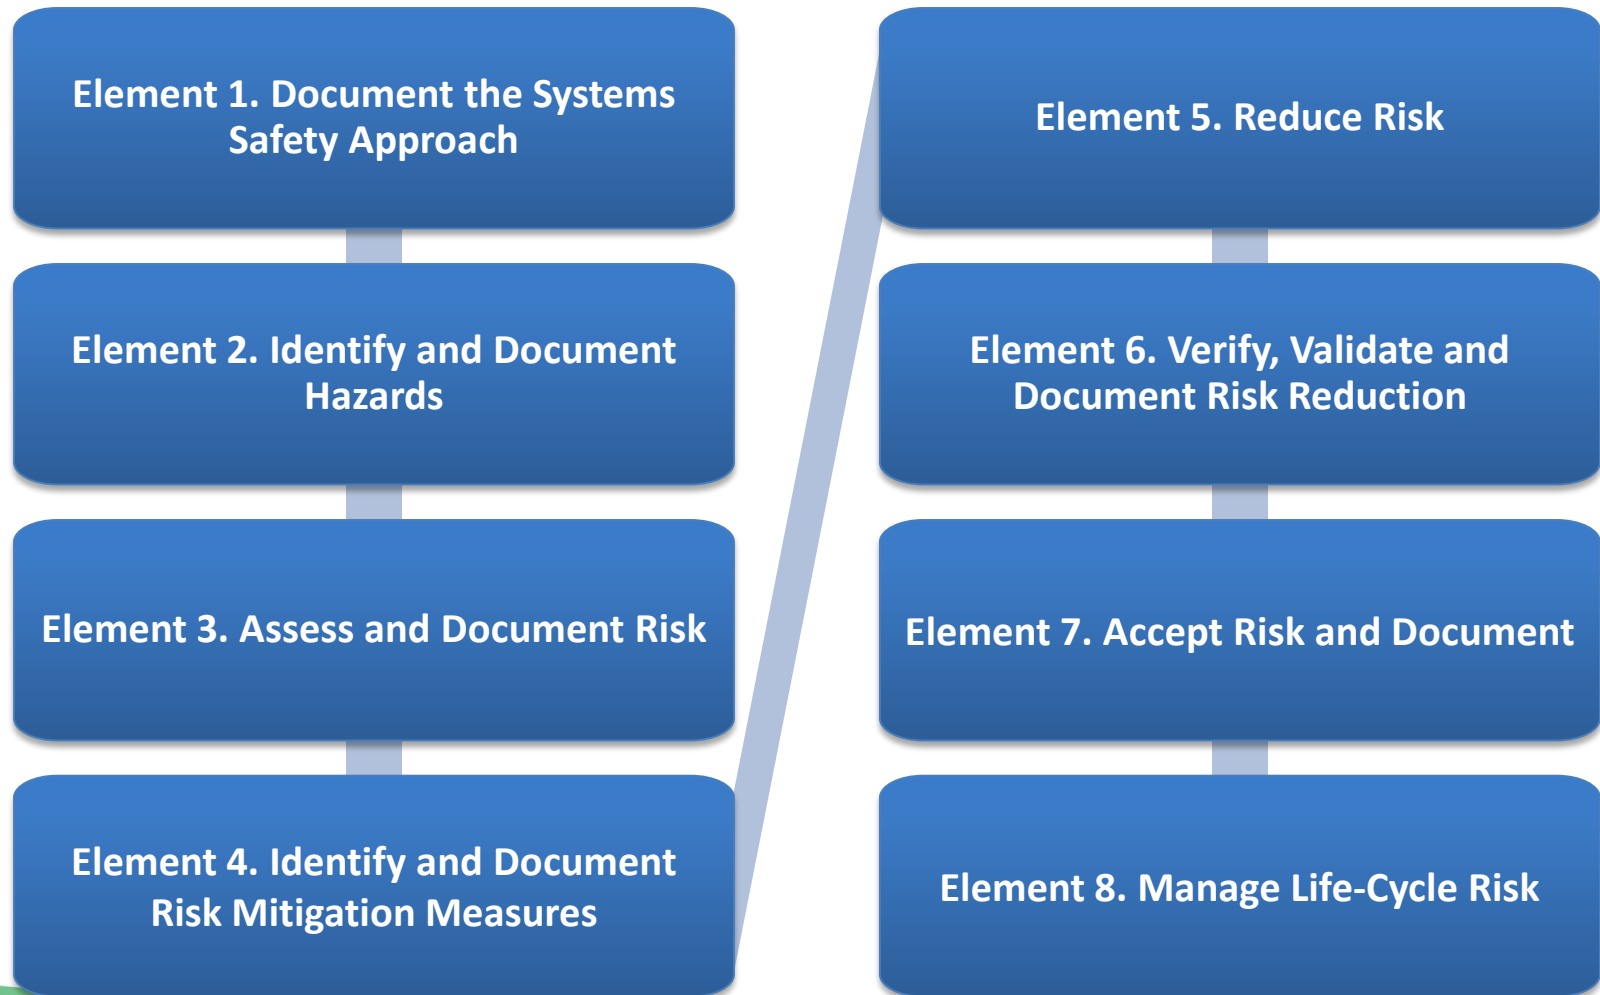 Element 1. Document the Systems
Safety Approach
Element 2. Identify and Document
Hazards
Element 3. Assess and Document Risk
Element 4. Identify and Document
Risk Mitigation Measures
Element 5. Reduce Risk
Element 6. Verify, Validate and
Document Risk Reduction
Element 7. Accept Risk and Document
Element 8. Manage Life-Cycle Risk